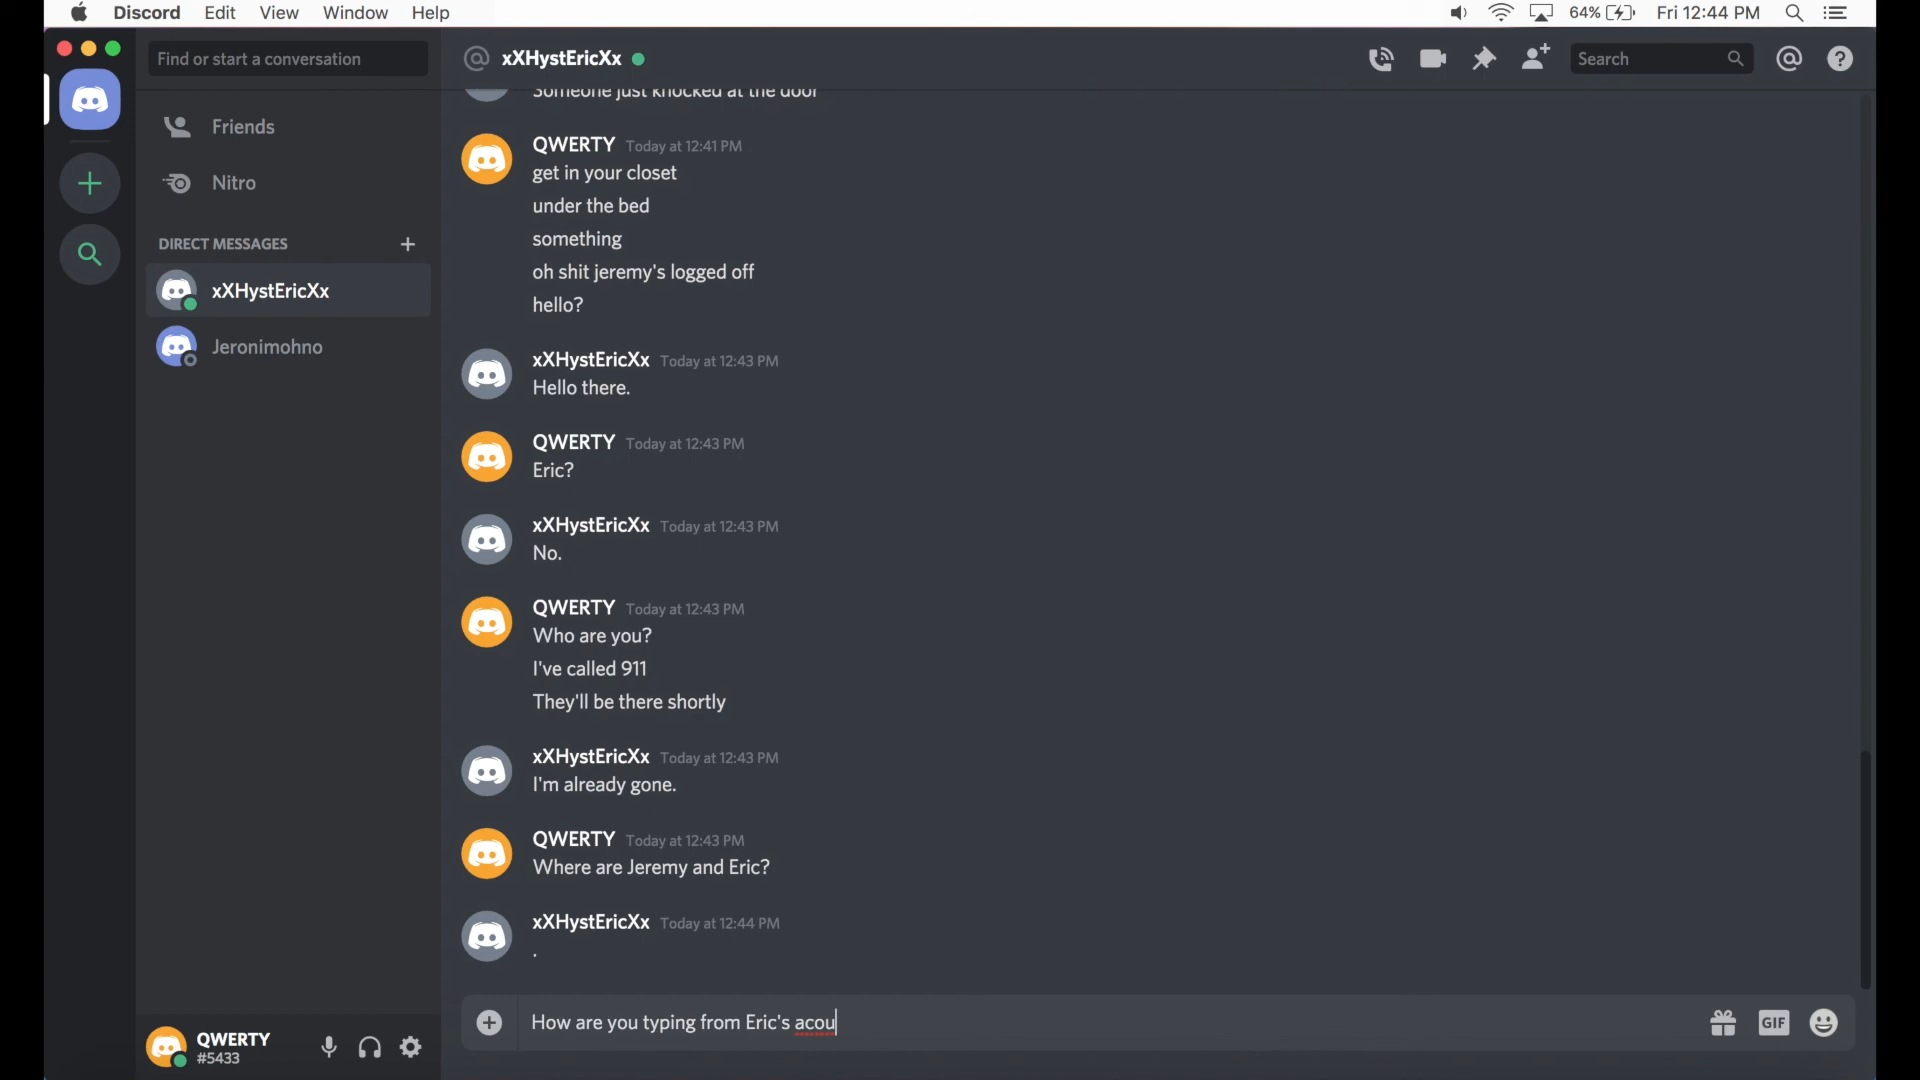 Discord Edit View Window Help 64% Fri 12:44 PM
Find or start a conversation
xXHystEricXx
Search
Friends
Nitro
DIRECT MESSAGES
xXHystEricXx
Jeronimohno
Someone just knocked at the door
QWERTY Today at 12:41 PM
get in your closet
under the bed
something
oh shit jeremy's logged off
hello?
xXHystEricXx Today at 12:43 PM
Hello there.
QWERTY Today at 12:43 PM
Eric?
xXHystEricXx Today at 12:43 PM
No.
QWERTY Today at 12:43 PM
Who are you?
I've called 911
They'll be there shortly
xXHystEricXx Today at 12:43 PM
I'm already gone.
QWERTY Today at 12:43 PM
Where are Jeremy and Eric?
xXHystEricXx Today at 12:44 PM
.
How are you typing from Eric's acou
GIF
QWERTY
#5433